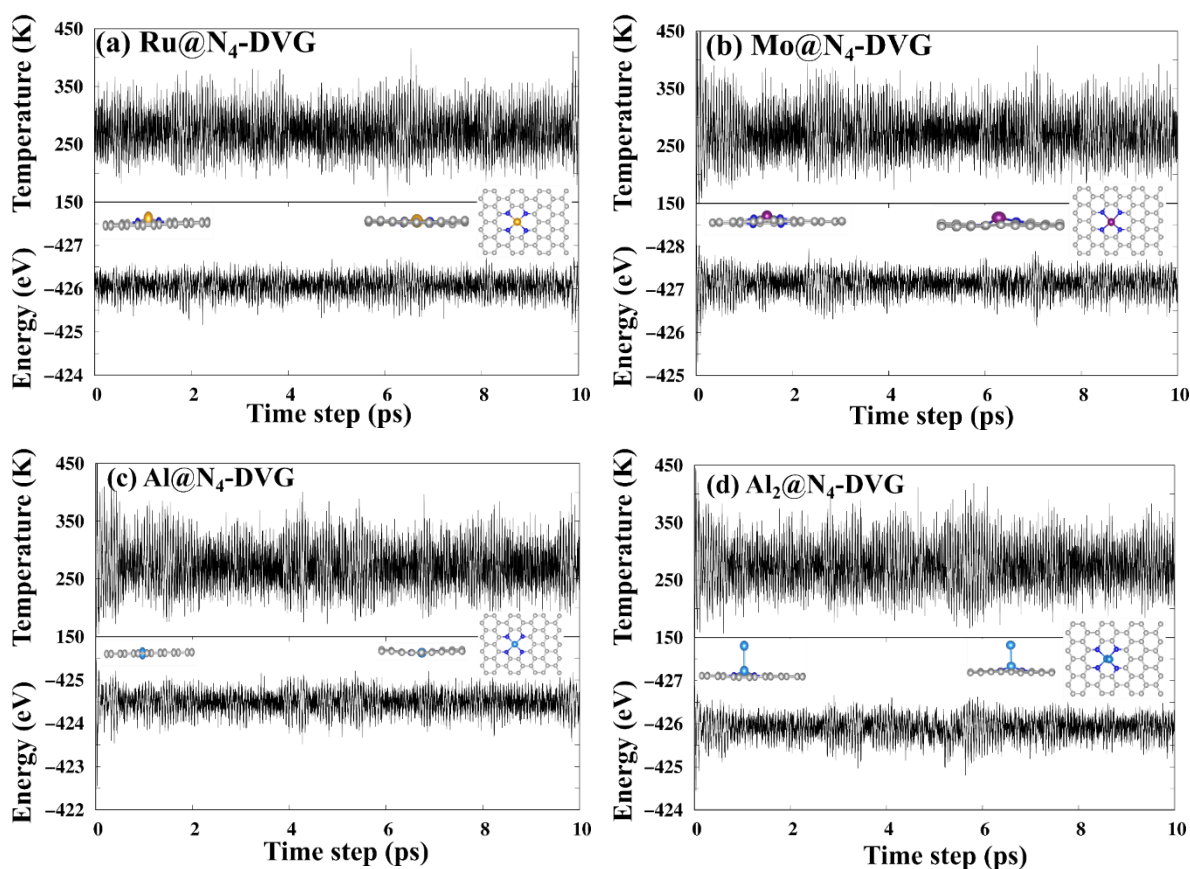 (a) Ru@N₄-DVG
Temperature (K)
450
350
250
150
Energy (eV)
−427
−426
−425
−424
0 2 4 6 8 10
Time step (ps)
(b) Mo@N₄-DVG
Temperature (K)
450
350
250
150
Energy (eV)
−428
−427
−426
−425
0 2 4 6 8 10
Time step (ps)
(c) Al@N₄-DVG
Temperature (K)
450
350
250
150
Energy (eV)
−425
−424
−423
−422
0 2 4 6 8 10
Time step (ps)
(d) Al₂@N₄-DVG
Temperature (K)
450
350
250
150
Energy (eV)
−427
−426
−425
−424
0 2 4 6 8 10
Time step (ps)